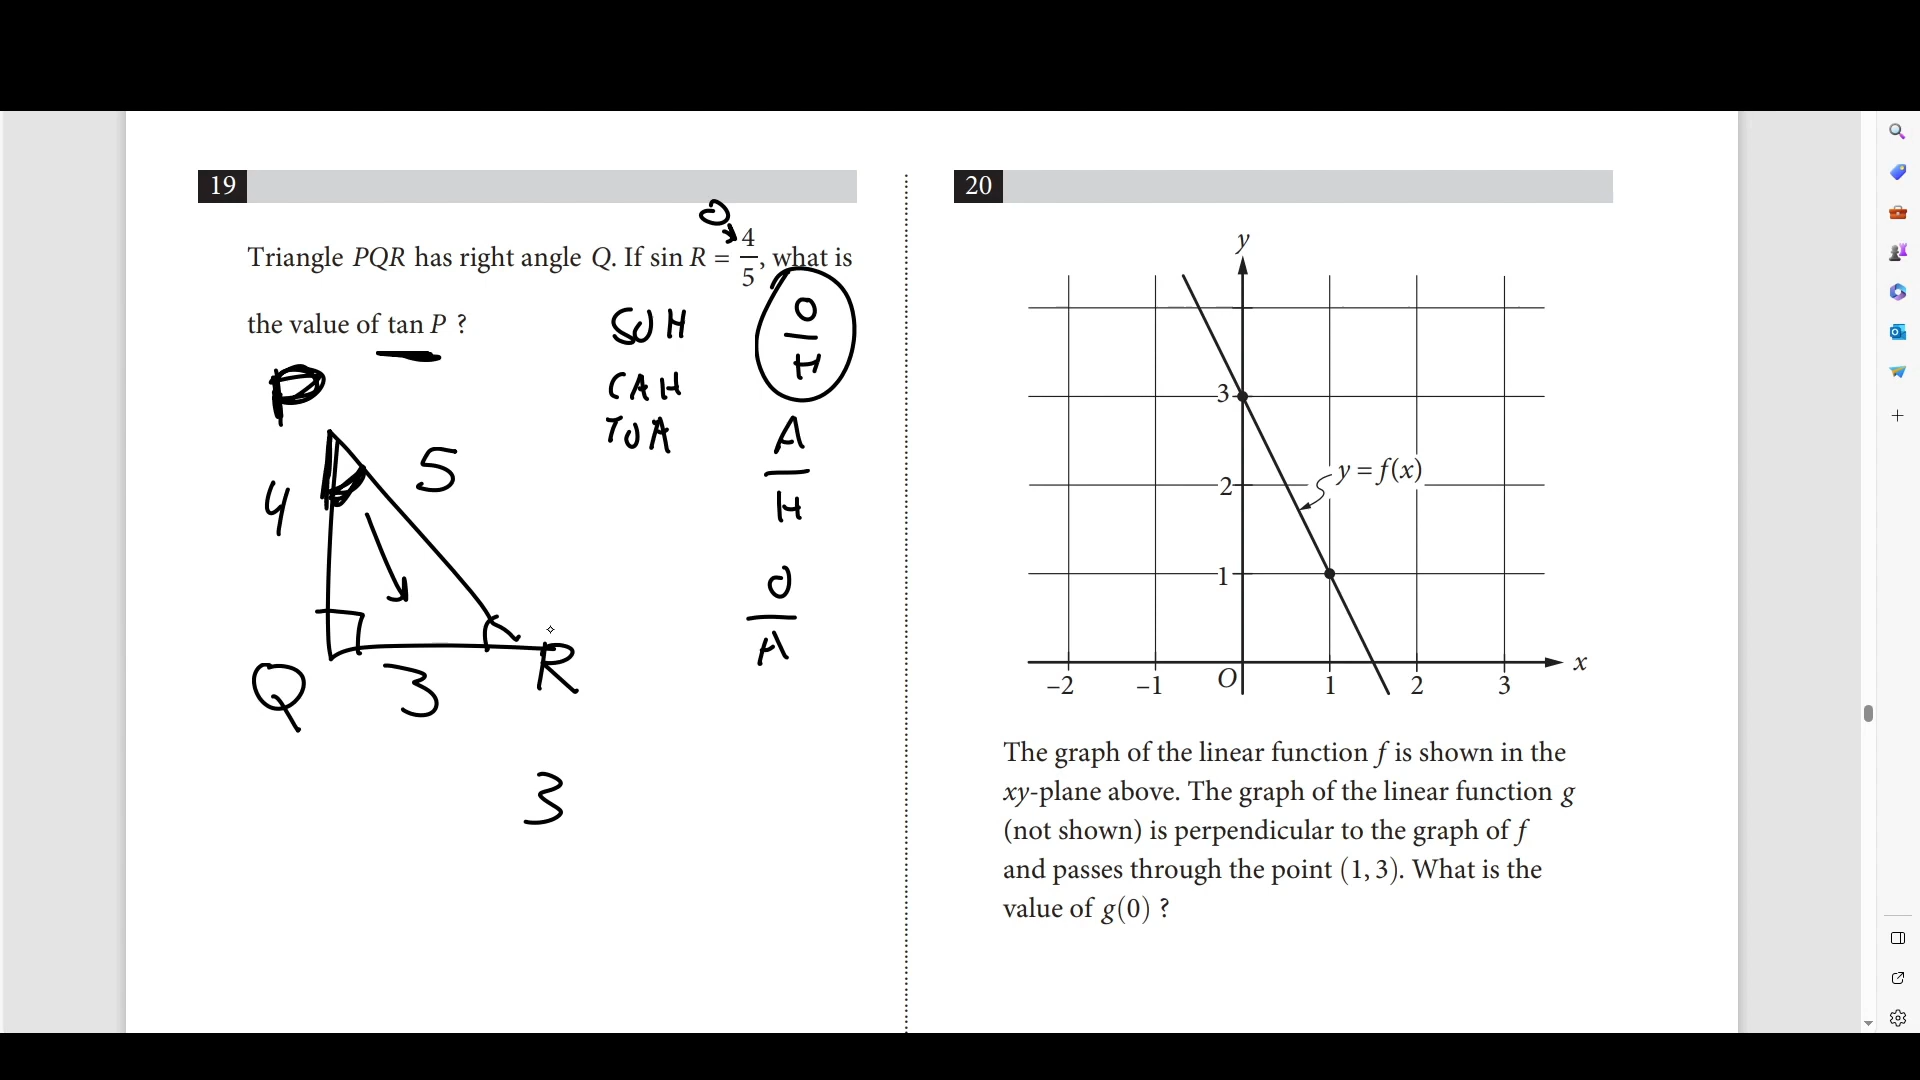 19
Triangle PQR has right angle Q. If sin R = 4/5, what is
the value of tan P ?
O
SOH
CAH
TOA
O
H
A
H
O
A
P
4
5
Q
3
R
3
20
y
3
2
1
y = f(x)
–2 –1 O 1 2 3 x
The graph of the linear function f is shown in the
xy-plane above. The graph of the linear function g
(not shown) is perpendicular to the graph of f
and passes through the point (1, 3). What is the
value of g(0) ?